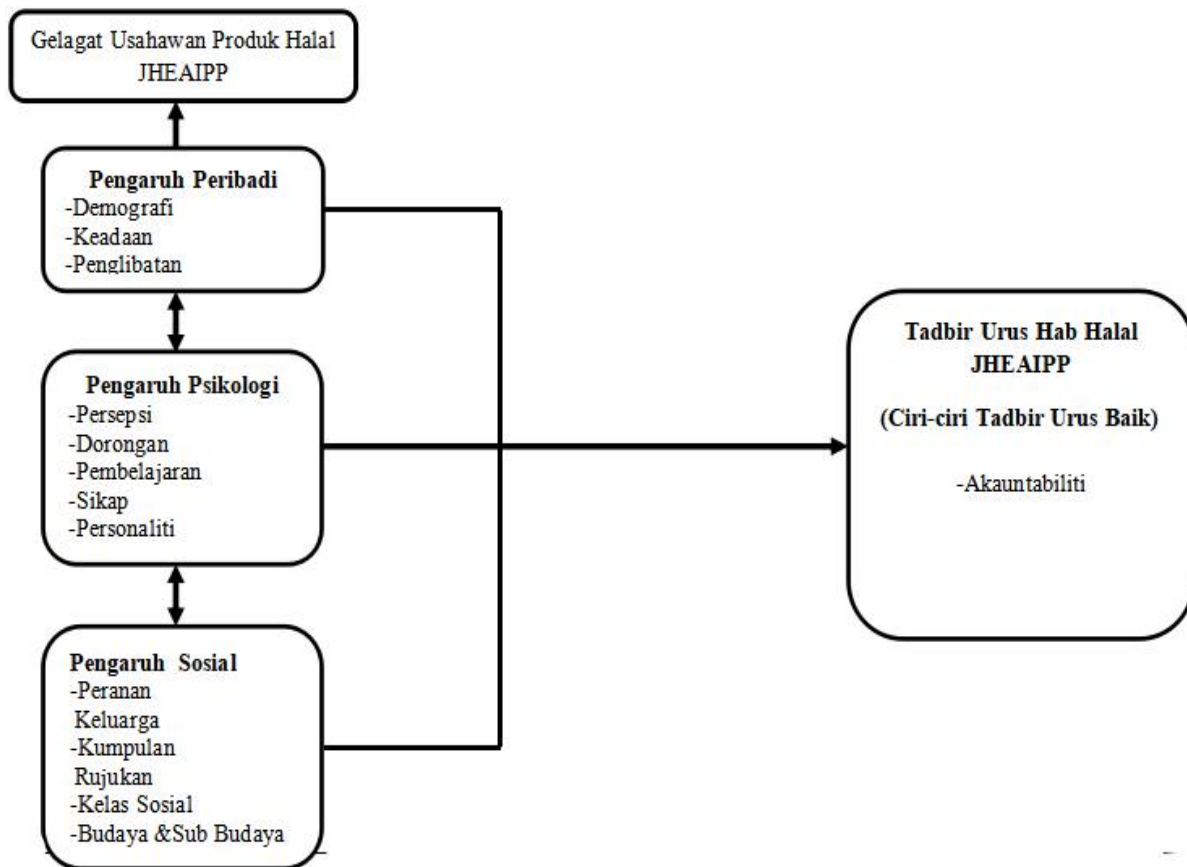 Gelagat Usahawan Produk Halal
JHEAIPP
Pengaruh Peribadi
-Demografi
-Keadaan
-Penglibatan
Pengaruh Psikologi
-Persepsi
-Dorongan
-Pembelajaran
-Sikap
-Personaliti
Pengaruh Sosial
-Peranan
Keluarga
-Kumpulan
Rujukan
-Kelas Sosial
-Budaya &Sub Budaya
Tadbir Urus Hab Halal
JHEAIPP
(Ciri-ciri Tadbir Urus Baik)
-Akauntabiliti